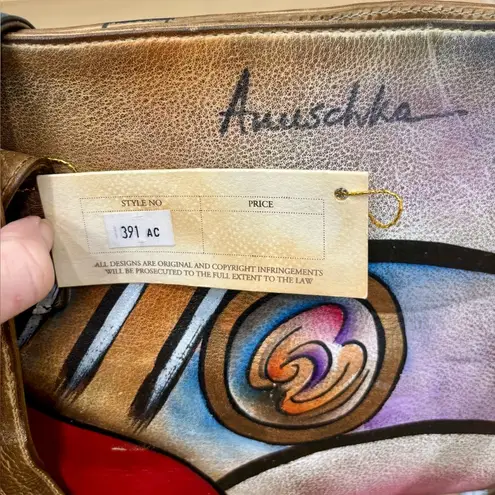 Anuschka
STYLE NO PRICE
391 AC
ALL DESIGNS ARE ORIGINAL AND COPYRIGHT INFRINGEMENTS
WILL BE PROSECUTED TO THE FULL EXTENT TO THE LAW